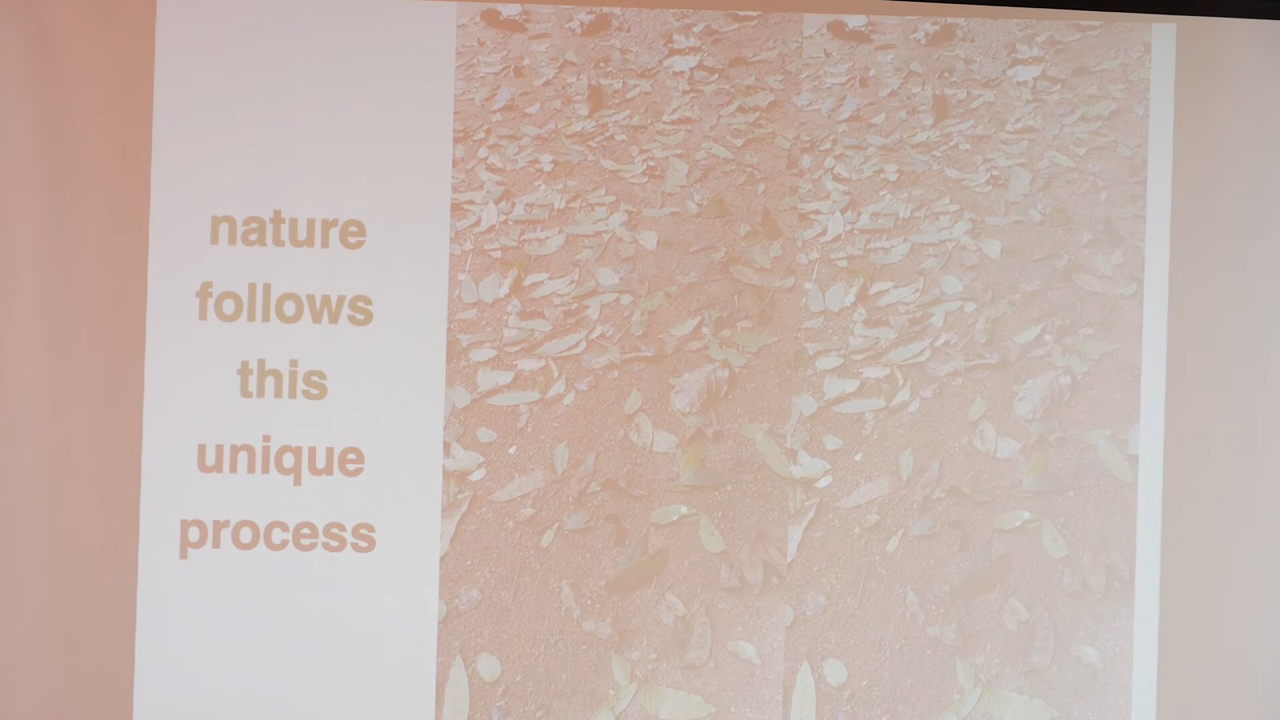 nature
follows
this
unique
process